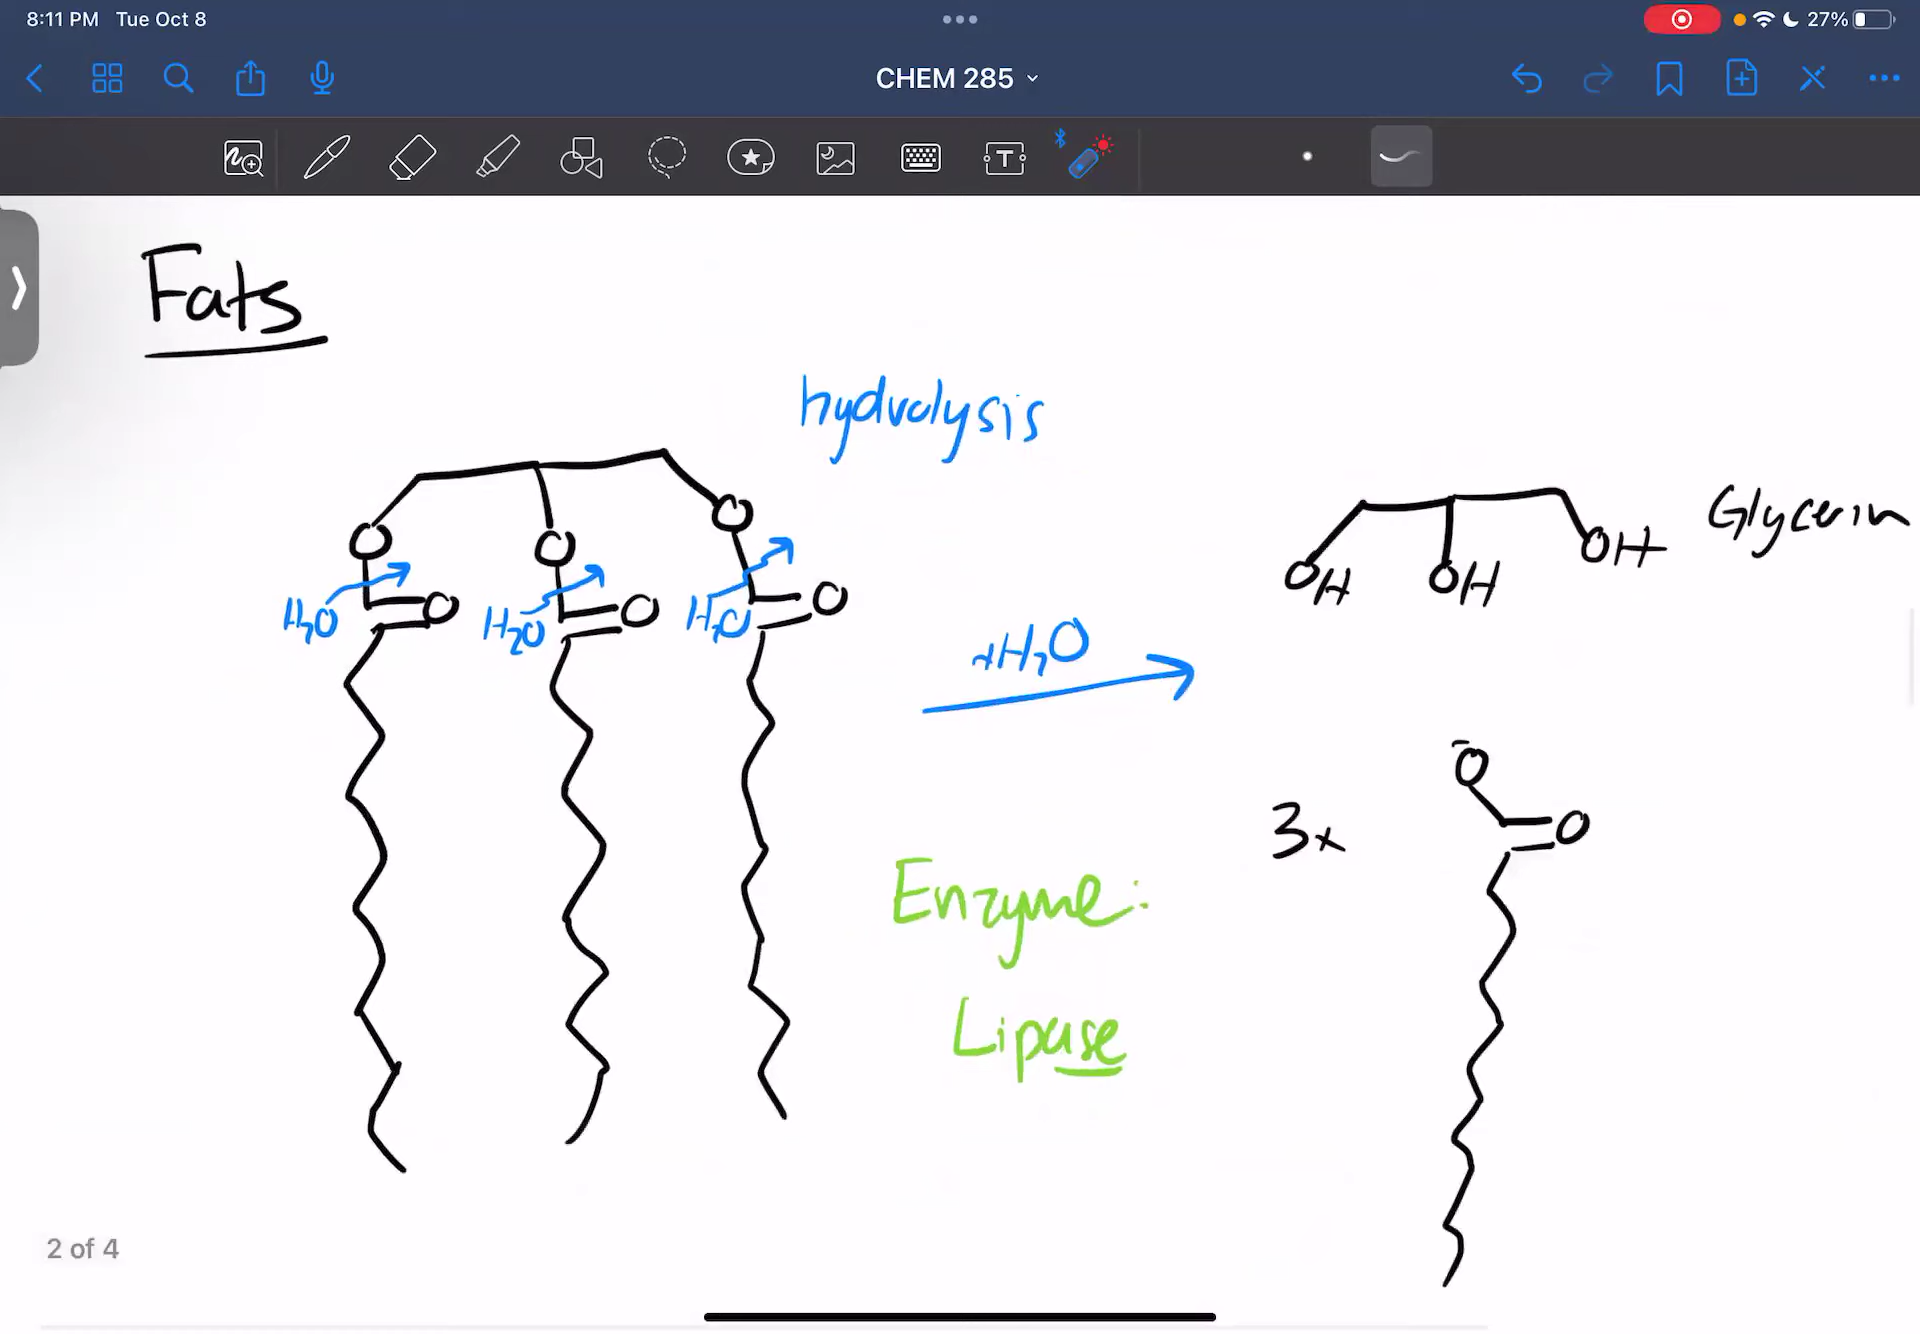 8:11 PM Tue Oct 8
27%
CHEM 285
T
Fats
hydrolysis
O O O
H2O O H2O O H2O O
OH OH OH Glycerin
+H2O
-O
3x O
Enzyme:
Lipase
2 of 4